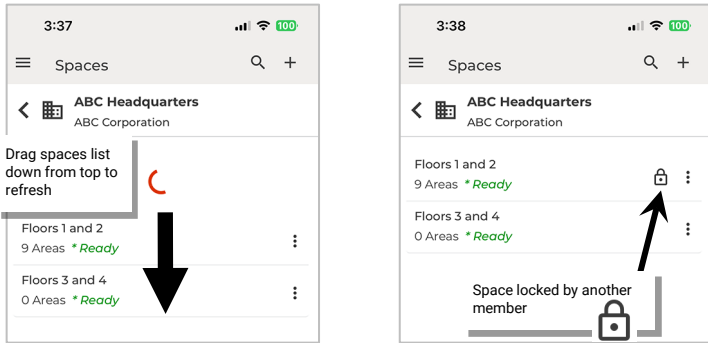 3:37
100
Spaces
ABC Headquarters
ABC Corporation
Drag spaces list
down from top to
refresh
Floors 1 and 2
9 Areas * Ready
Floors 3 and 4
0 Areas * Ready
3:38
100
Spaces
ABC Headquarters
ABC Corporation
Floors 1 and 2
9 Areas * Ready
Floors 3 and 4
0 Areas * Ready
Space locked by another
member